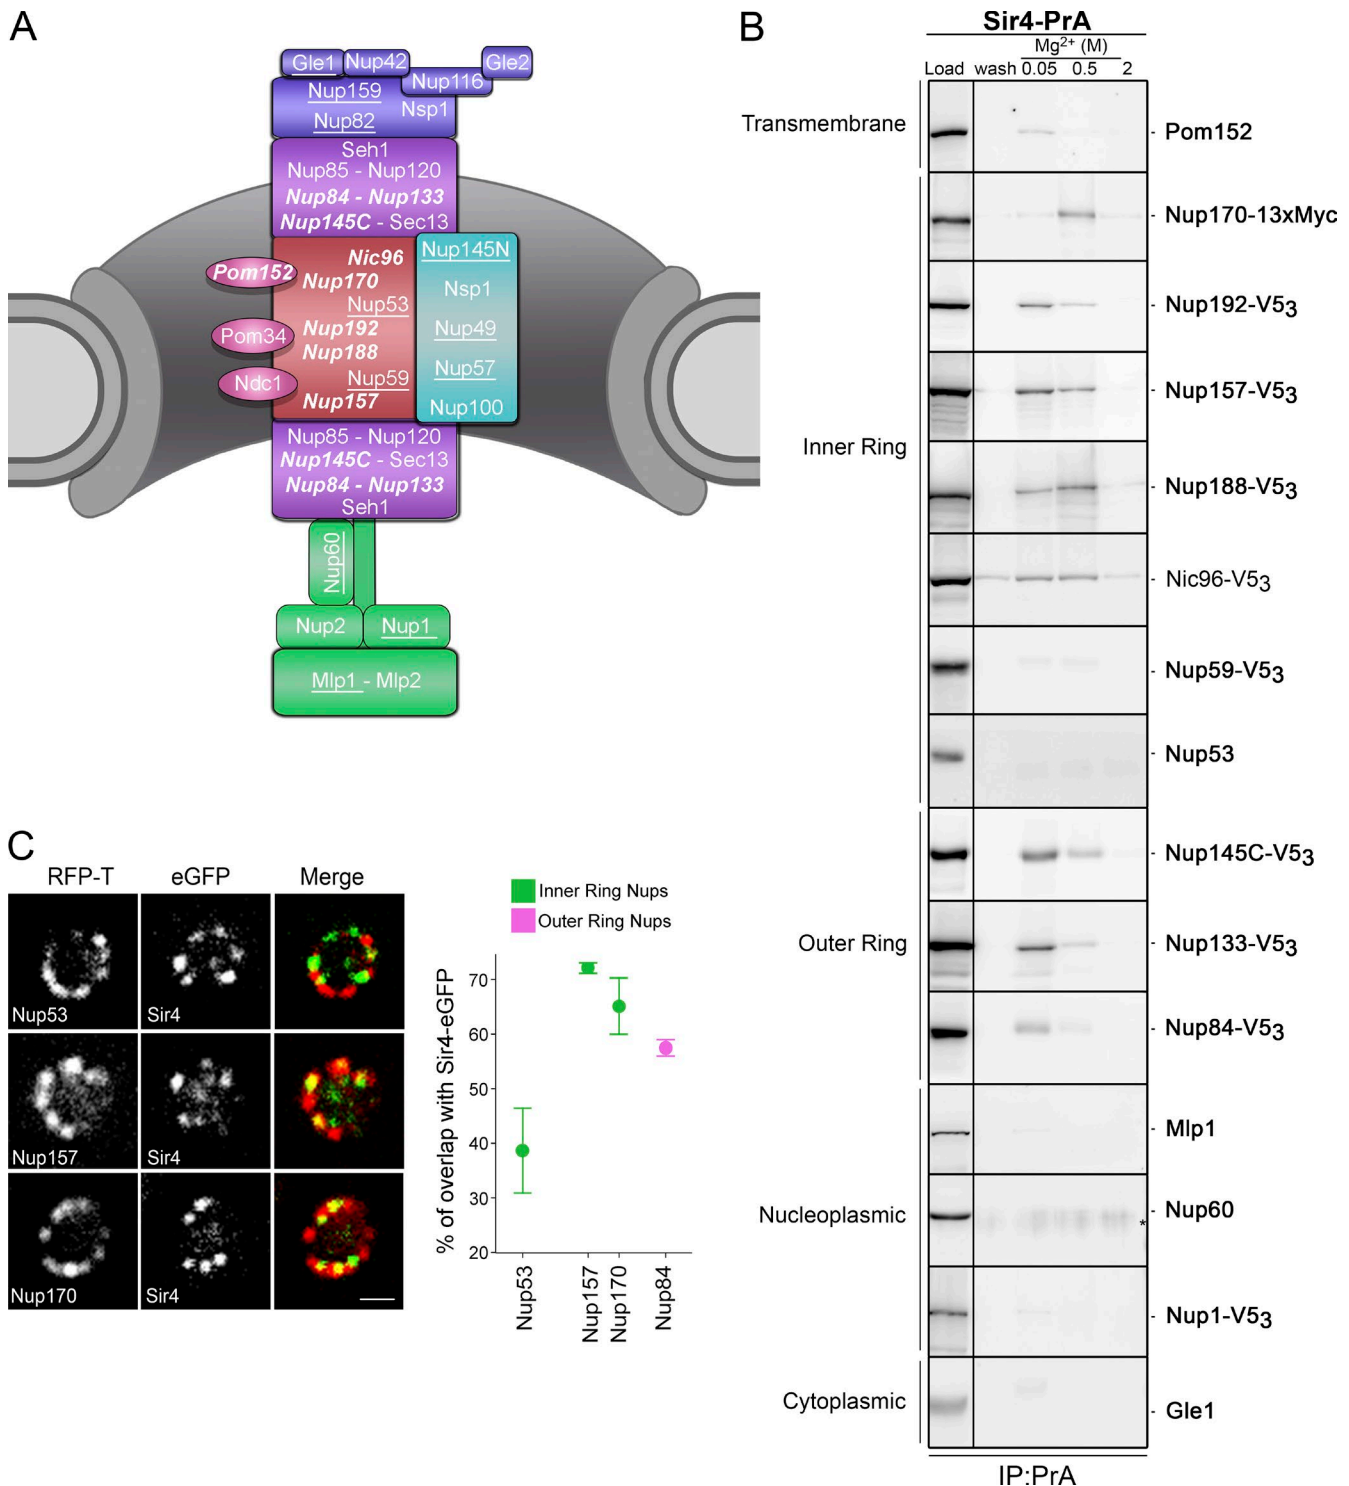 A
Gle1 Nup42 Gle2
Nup116
Nup159 Nsp1
Nup82
Seh1
Nup85 - Nup120
Nup84 - Nup133
Nup145C - Sec13
Pom152
Pom34
Ndc1
Nic96
Nup170
Nup53
Nup192
Nup188
Nup59
Nup157
Nup145N
Nsp1
Nup49
Nup57
Nup100
Nup85 - Nup120
Nup145C - Sec13
Nup84 - Nup133
Seh1
Nup60
Nup2 Nup1
Mlp1 - Mlp2
B
Sir4-PrA
Mg2+ (M)
Load wash 0.05 0.5 2
Transmembrane
- Pom152
Inner Ring
- Nup170-13xMyc
- Nup192-V53
- Nup157-V53
- Nup188-V53
- Nic96-V53
- Nup59-V53
- Nup53
Outer Ring
- Nup145C-V53
- Nup133-V53
- Nup84-V53
Nucleoplasmic
- Mlp1
- Nup60
*
- Nup1-V53
Cytoplasmic
- Gle1
IP:PrA
C
RFP-T eGFP Merge
Nup53 Sir4
Nup157 Sir4
Nup170 Sir4
Inner Ring Nups
Outer Ring Nups
% of overlap with Sir4-eGFP
70
60
50
40
30
20
Nup53 Nup157 Nup170 Nup84